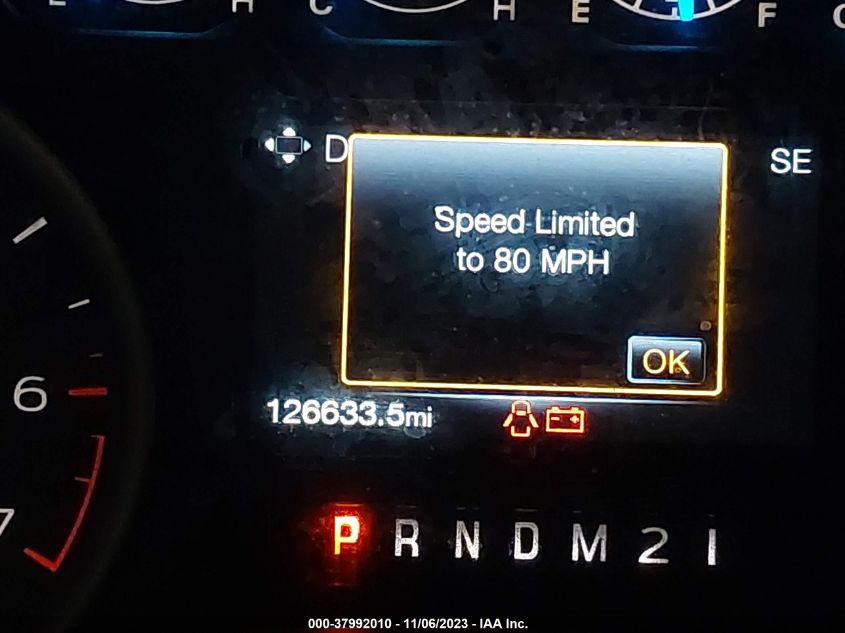 H C H E F
D SE
Speed Limited
to 80 MPH
OK
6
126633.5mi
7
P R N D M 2 1
000-37992010 - 11/06/2023 - IAA Inc.